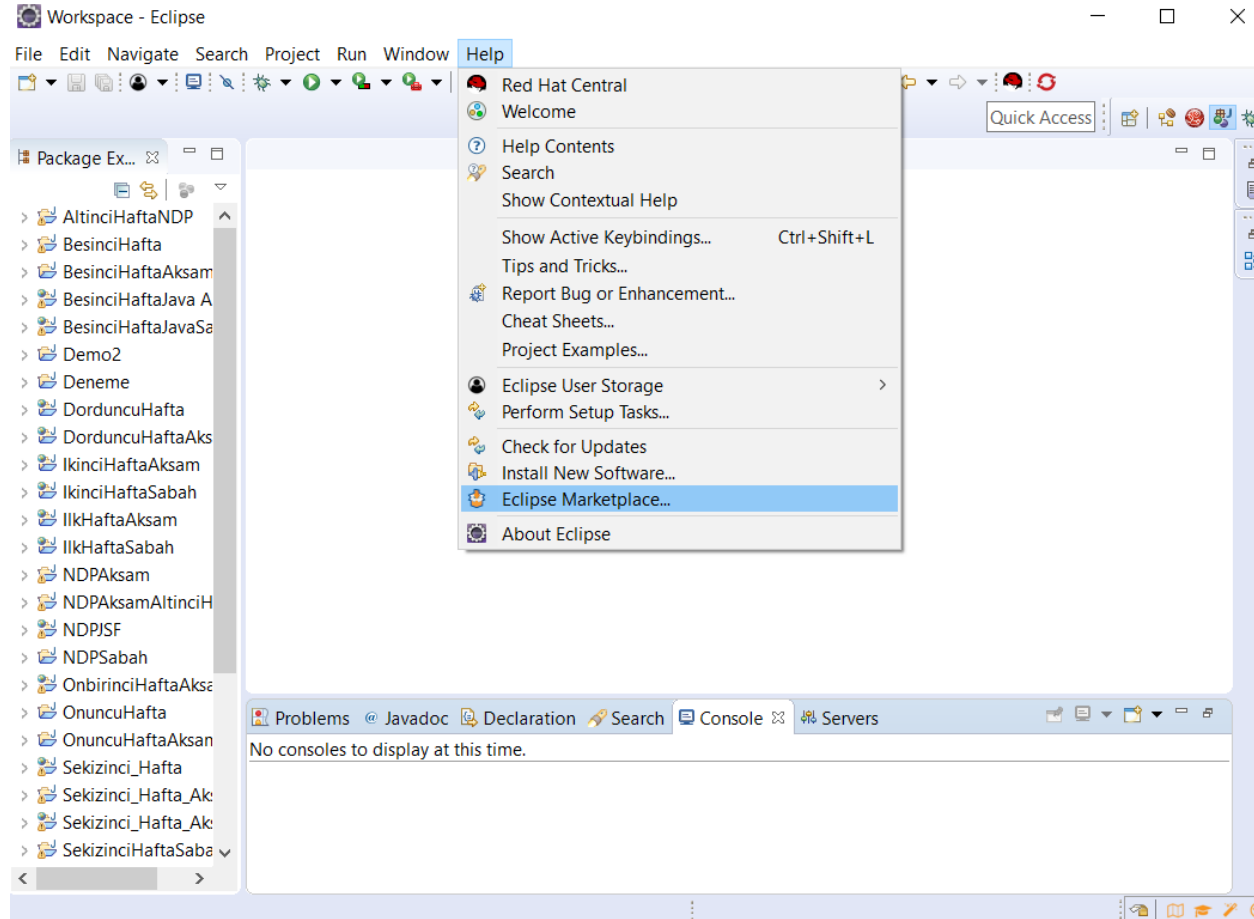 Workspace - Eclipse
File Edit Navigate Search Project Run Window Help
Quick Access
Package Ex...
AltinciHaftaNDP
BesinciHafta
BesinciHaftaAksam
BesinciHaftaJava A
BesinciHaftaJavaSa
Demo2
Deneme
DorduncuHafta
DorduncuHaftaAks
IkinciHaftaAksam
IkinciHaftaSabah
IlkHaftaAksam
IlkHaftaSabah
NDPAksam
NDPAksamAltinciH
NDPJSF
NDPSabah
OnbirinciHaftaAksa
OnuncuHafta
OnuncuHaftaAksan
Sekizinci_Hafta
Sekizinci_Hafta_Ak
Sekizinci_Hafta_Ak
SekizinciHaftaSaba
Red Hat Central
Welcome
Help Contents
Search
Show Contextual Help
Show Active Keybindings... Ctrl+Shift+L
Tips and Tricks...
Report Bug or Enhancement...
Cheat Sheets...
Project Examples...
Eclipse User Storage
Perform Setup Tasks...
Check for Updates
Install New Software...
Eclipse Marketplace...
About Eclipse
Problems @ Javadoc Declaration Search Console Servers
No consoles to display at this time.